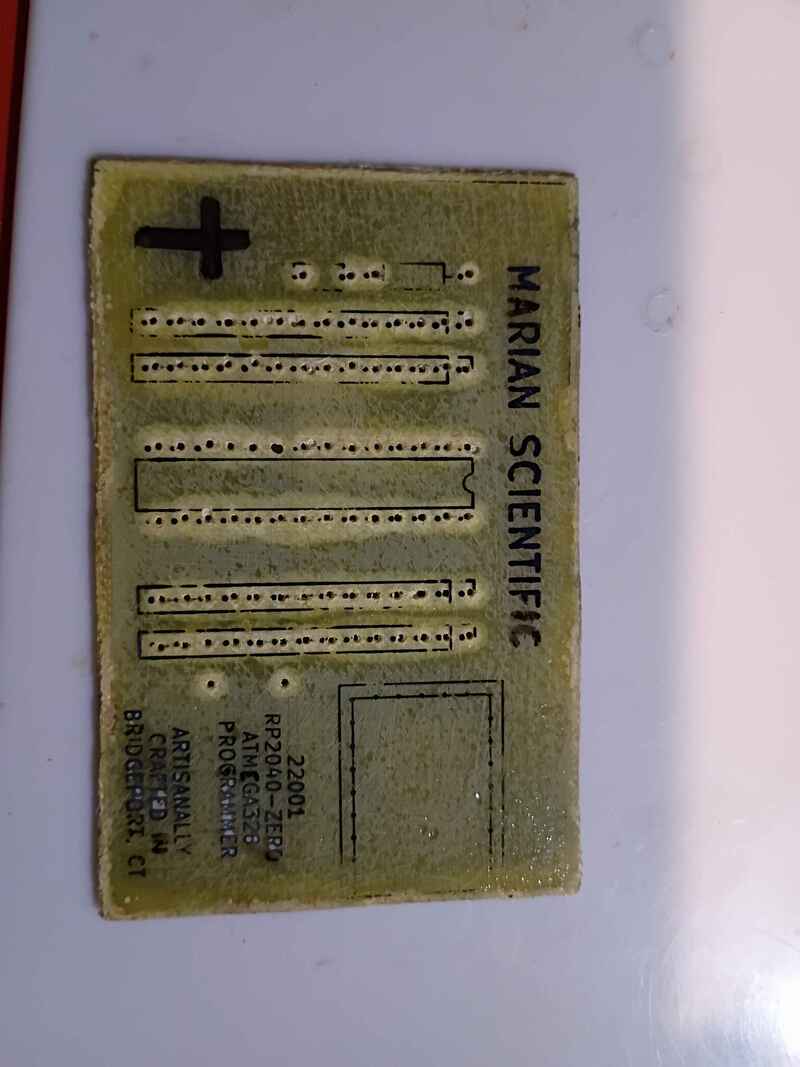 MARIAN SCIENTIFIC
22001
RP2040-ZERO
ATMEGA328
PROGRAMMER
ARTISANALLY
CRAFTED IN
BRIDGEPORT, CT